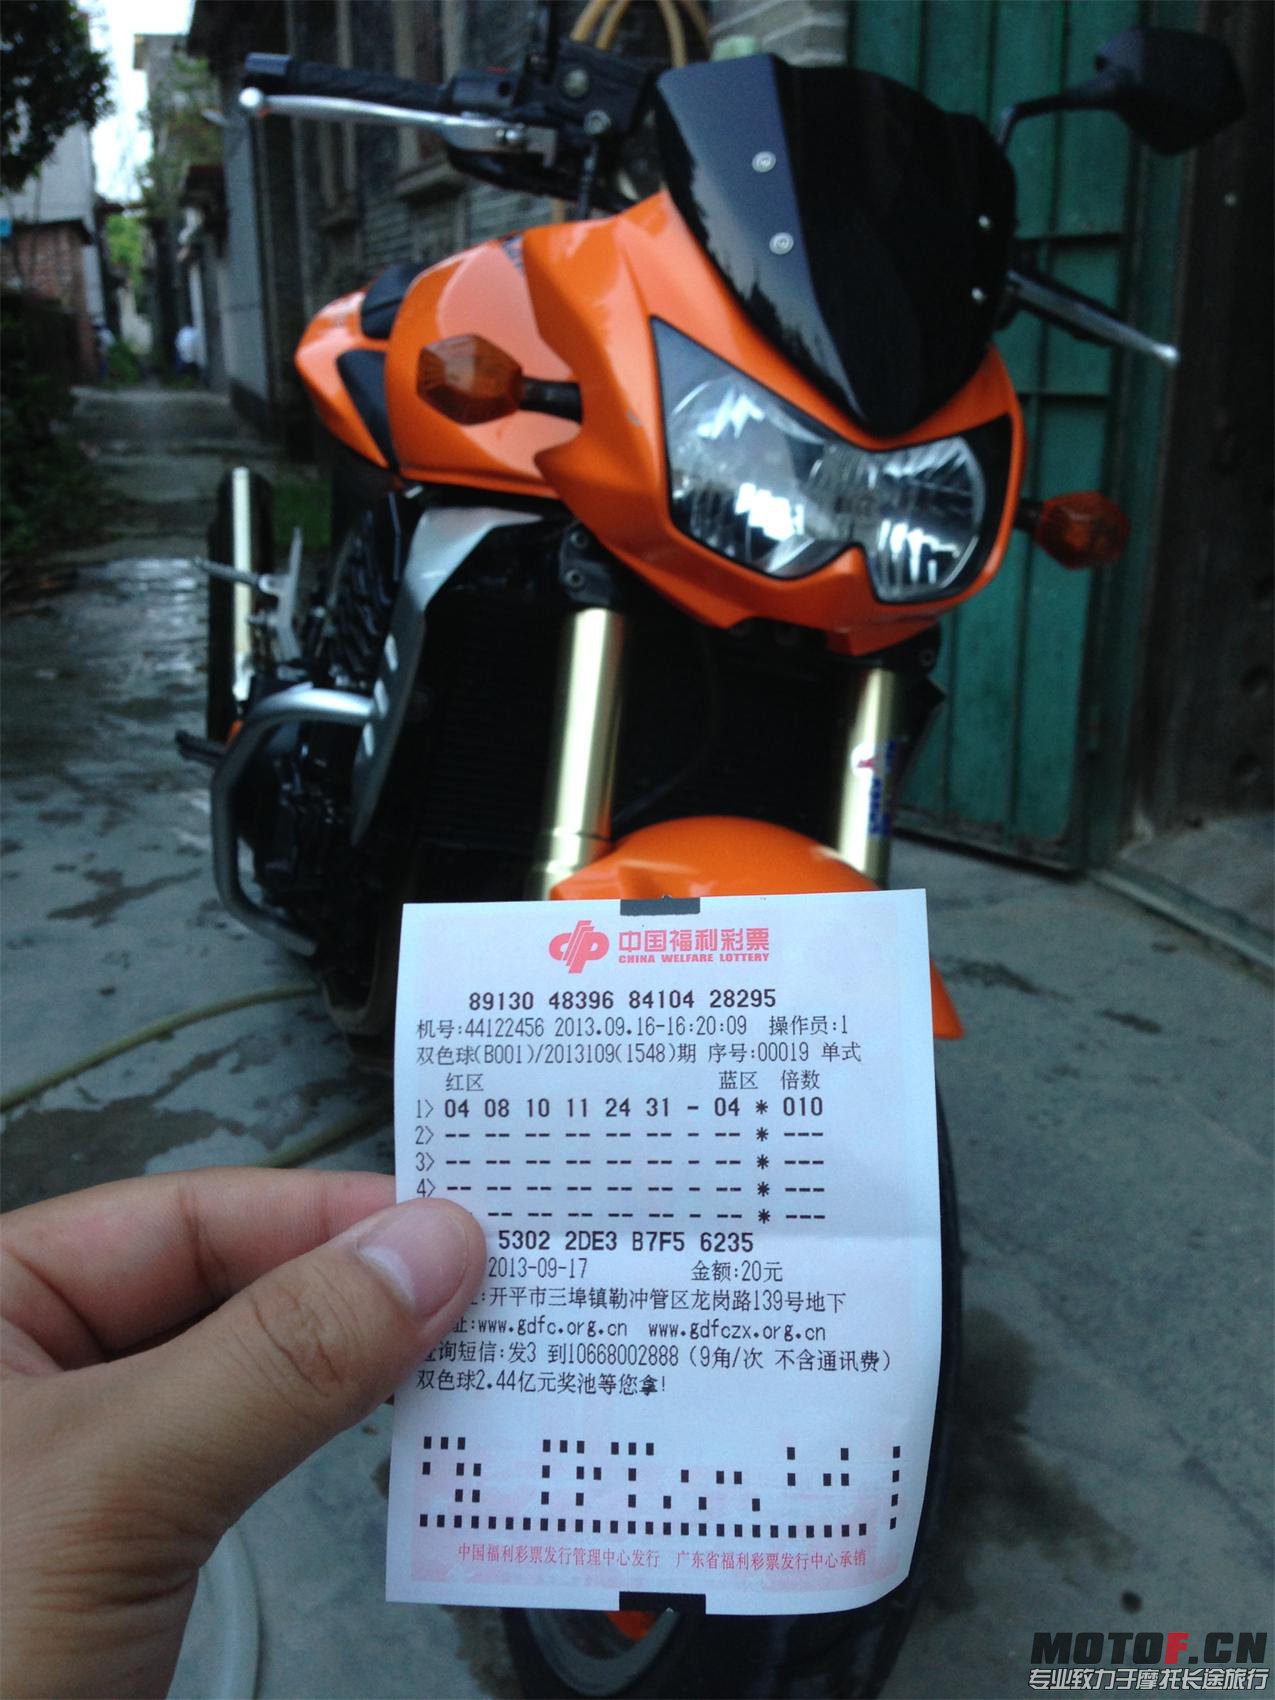 中国福利彩票
CHINA WELFARE LOTTERY
89130 48396 84104 28295
机号:44122456 2013.09.16-16:20:09 操作员:1
双色球(B001)/2013109(1548)期 序号:00019 单式
红区 蓝区 倍数
1> 04 08 10 11 24 31 - 04 * 010
2> -- -- -- -- -- -- - -- * ---
3> -- -- -- -- -- -- - -- * ---
4> -- -- -- -- -- -- - -- * ---
-- -- -- -- -- - -- * ---
5302 2DE3 B7F5 6235
2013-09-17 金额:20元
:开平市三埠镇勒冲管区龙岗路139号地下
址:www.gdfc.org.cn www.gdfczx.org.cn
查询短信:发3 到10668002888 (9角/次 不含通讯费)
双色球2.44亿元奖池等您拿!
中国福利彩票发行管理中心发行 广东省福利彩票发行中心承销
MOTOF.CN
专业致力于摩托长途旅行